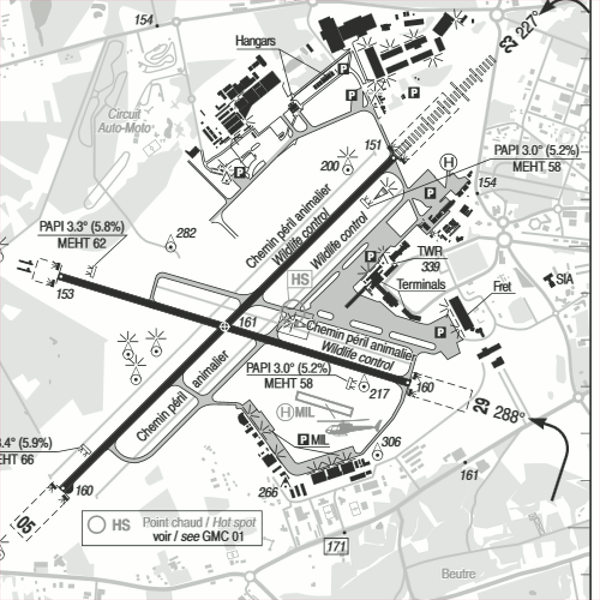 154
Hangars
23
227°
P
Circuit
Auto-Moto
P
P
151
PAPI 3.0° (5.2%)
MEHT 58
200
H
P
154
P
Chemin péril animalier
Wildlife control
Wildlife control
PAPI 3.3° (5.8%)
MEHT 62
282
TWR
339
P
11
153
HS
Terminals
Fret
SIA
161
Chemin péril animalier
Wildlife control
P
PAPI 3.0° (5.2%)
MEHT 58
160
217
29
288°
Chemin péril animalier
H MIL
P MIL
306
3.4° (5.9%)
EHT 66
161
160
266
05
HS
Point chaud / Hot spot
voir / see GMC 01
171
Beutre